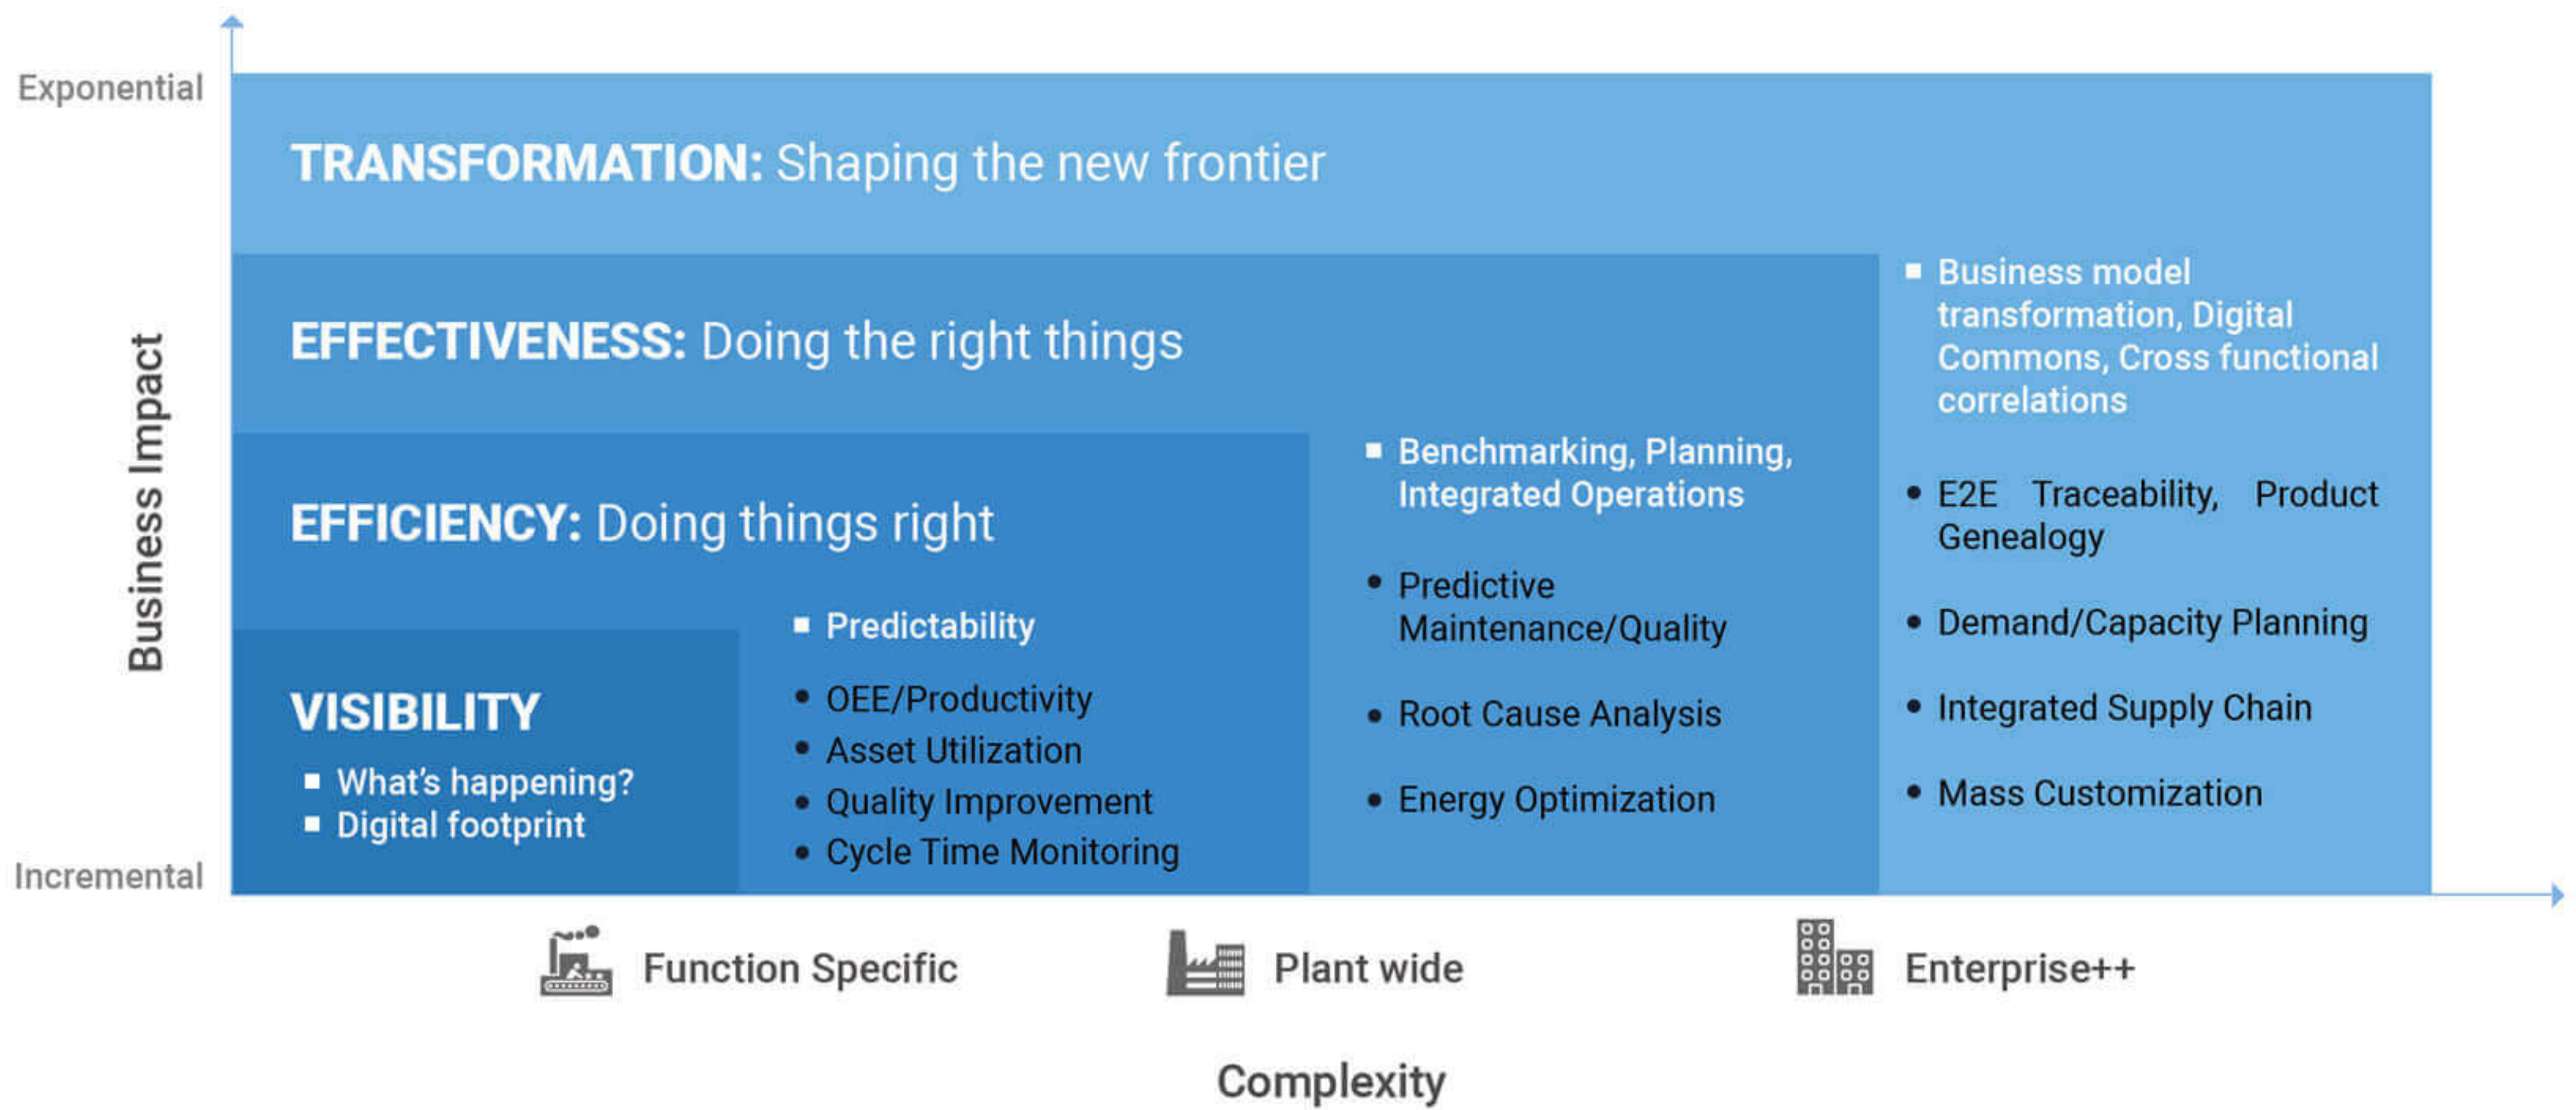 Exponential
TRANSFORMATION: Shaping the new frontier
EFFECTIVENESS: Doing the right things
EFFICIENCY: Doing things right
VISIBILITY
What's happening?
Digital footprint
Predictability
OEE/Productivity
Asset Utilization
Quality Improvement
Cycle Time Monitoring
Benchmarking, Planning,
Integrated Operations
Predictive
Maintenance/Quality
Root Cause Analysis
Energy Optimization
Business model
transformation, Digital
Commons, Cross functional
correlations
E2E Traceability, Product
Genealogy
Demand/Capacity Planning
Integrated Supply Chain
Mass Customization
Business Impact
Incremental
Function Specific
Plant wide
Enterprise++
Complexity